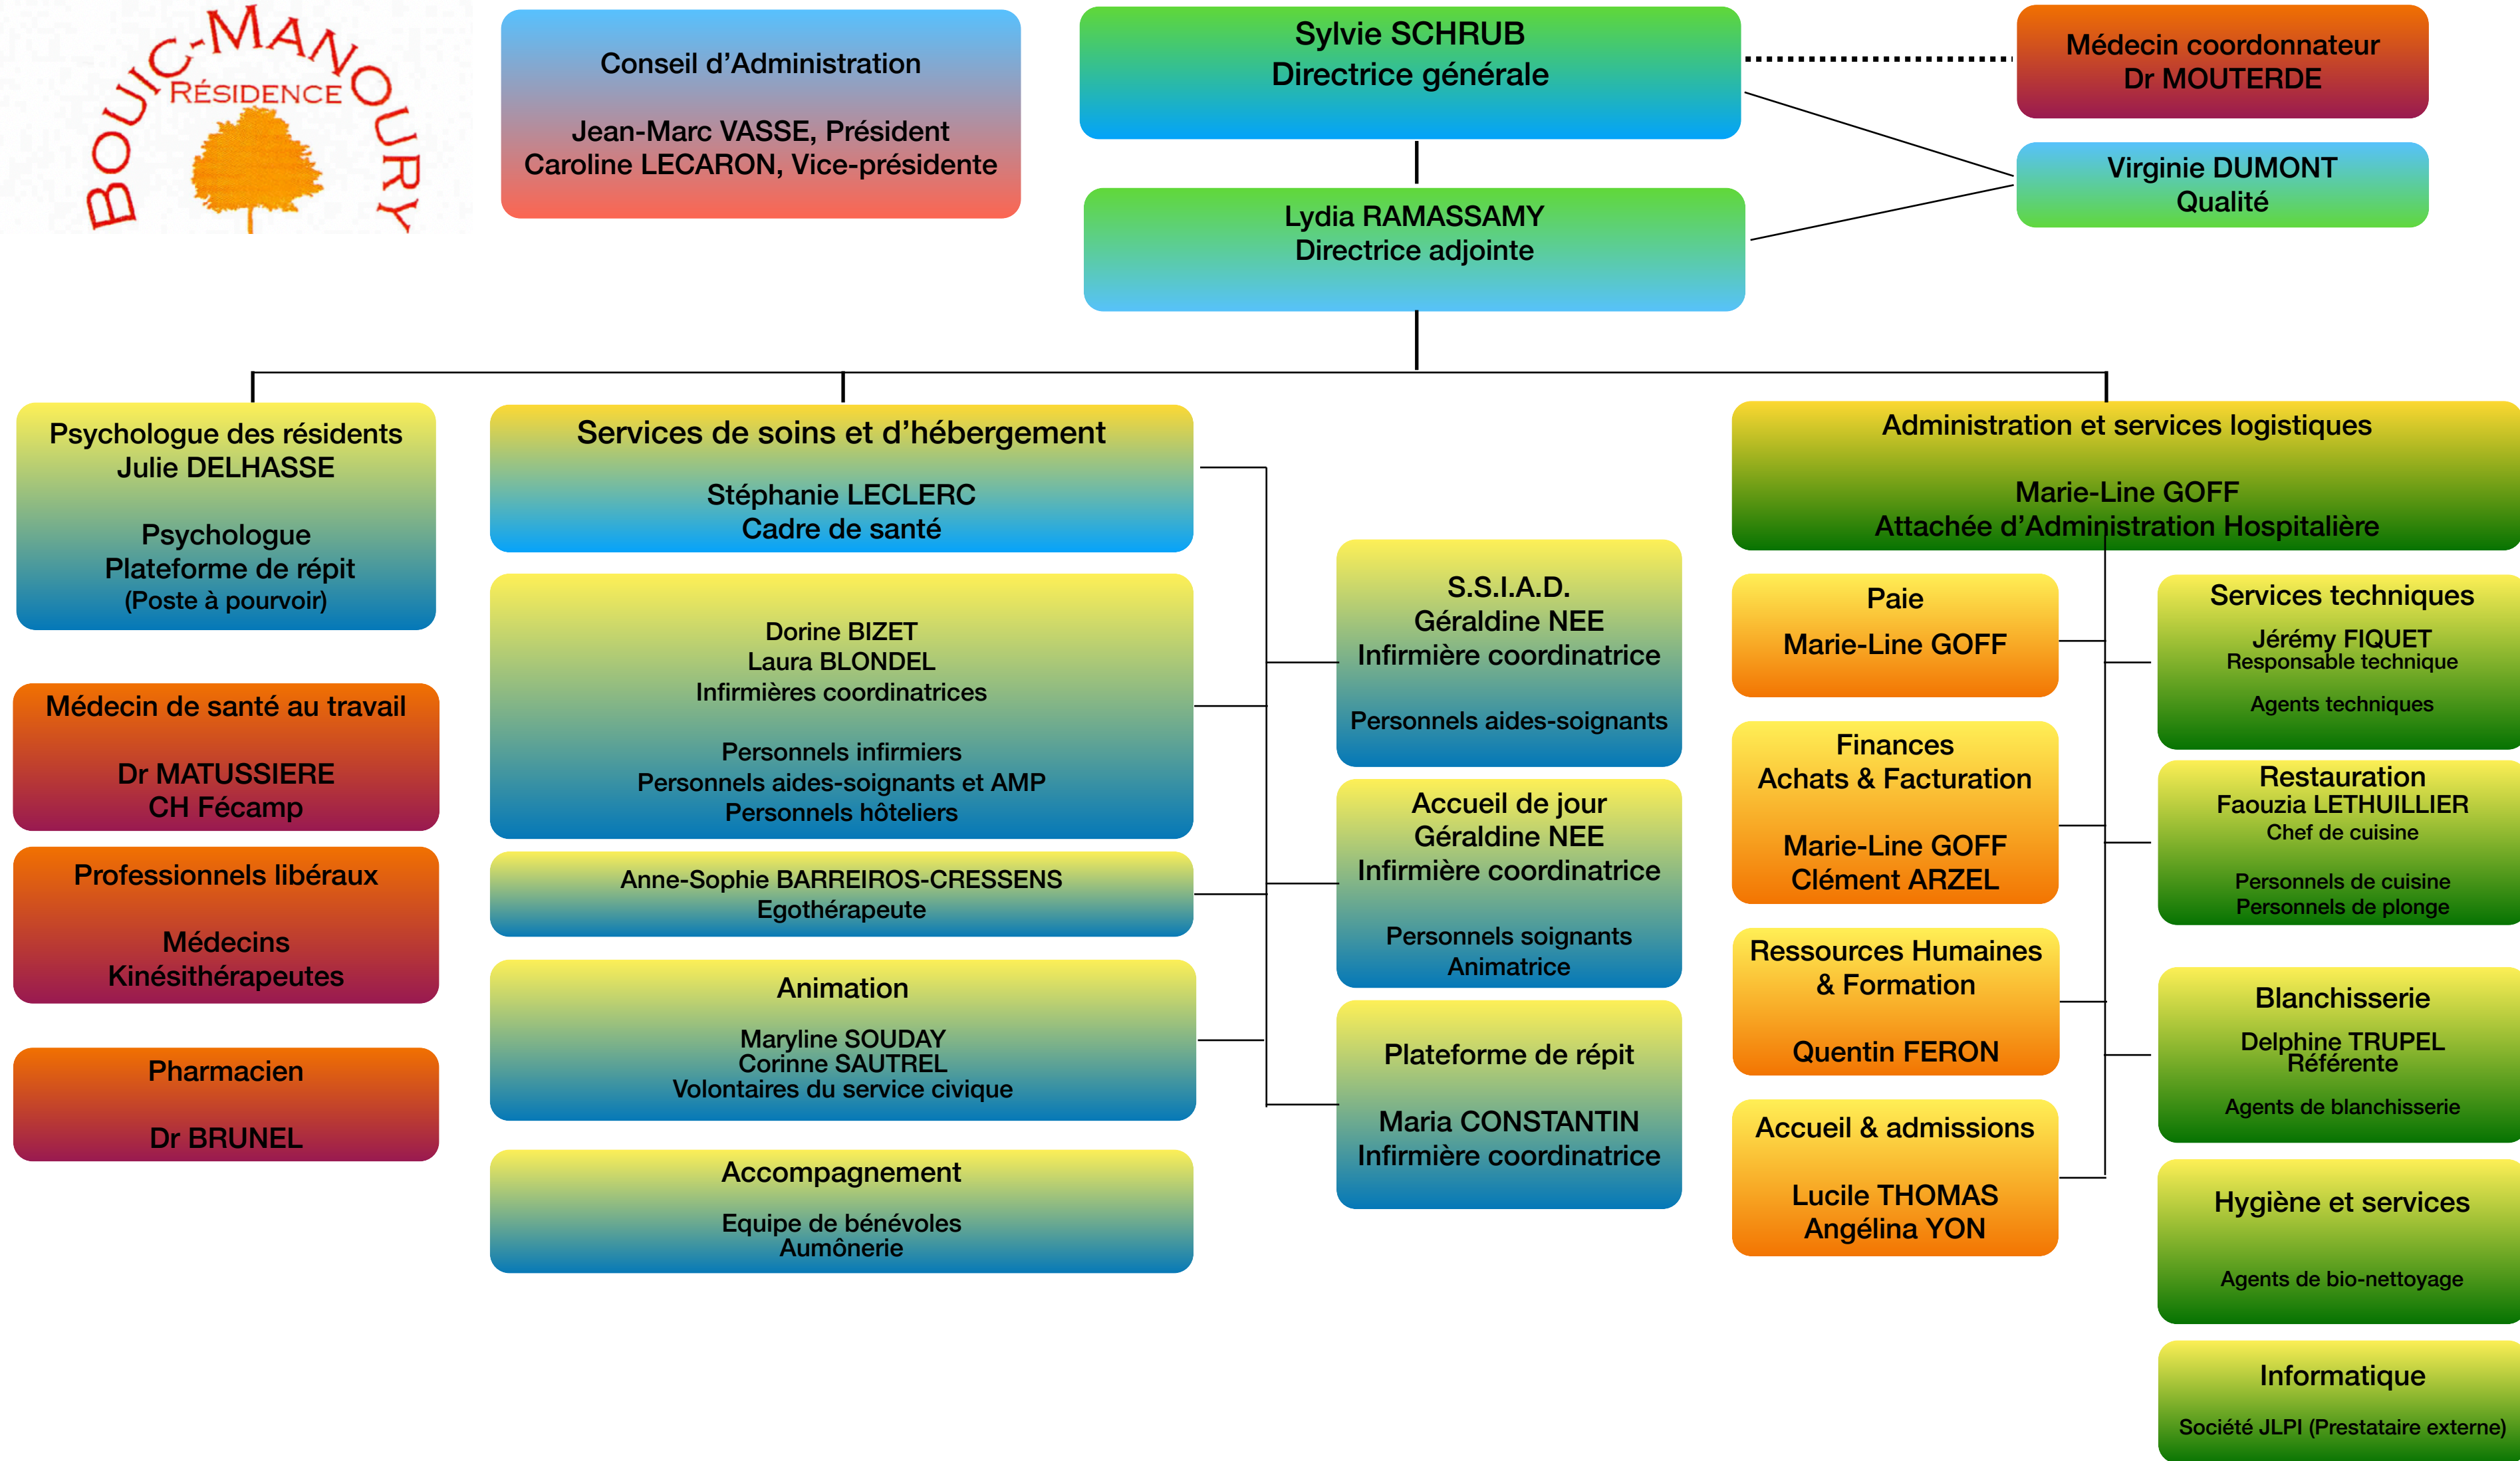 BOUIC-MANOURY
RÉSIDENCE
Conseil d’Administration
Jean-Marc VASSE, Président
Caroline LECARON, Vice-présidente
Sylvie SCHRUB
Directrice générale
Médecin coordonnateur
Dr MOUTERDE
Virginie DUMONT
Qualité
Lydia RAMASSAMY
Directrice adjointe
Psychologue des résidents
Julie DELHASSE
Psychologue
Plateforme de répit
(Poste à pourvoir)
Médecin de santé au travail
Dr MATUSSIERE
CH Fécamp
Professionnels libéraux
Médecins
Kinésithérapeutes
Pharmacien
Dr BRUNEL
Services de soins et d’hébergement
Stéphanie LECLERC
Cadre de santé
Dorine BIZET
Laura BLONDEL
Infirmières coordinatrices
Personnels infirmiers
Personnels aides-soignants et AMP
Personnels hôteliers
Anne-Sophie BARREIROS-CRESSENS
Egothérapeute
Animation
Maryline SOUDAY
Corinne SAUTREL
Volontaires du service civique
Accompagnement
Equipe de bénévoles
Aumônerie
S.S.I.A.D.
Géraldine NEE
Infirmière coordinatrice
Personnels aides-soignants
Accueil de jour
Géraldine NEE
Infirmière coordinatrice
Personnels soignants
Animatrice
Plateforme de répit
Maria CONSTANTIN
Infirmière coordinatrice
Administration et services logistiques
Marie-Line GOFF
Attachée d’Administration Hospitalière
Paie
Marie-Line GOFF
Finances
Achats & Facturation
Marie-Line GOFF
Clément ARZEL
Ressources Humaines
& Formation
Quentin FERON
Accueil & admissions
Lucile THOMAS
Angélina YON
Services techniques
Jérémy FIQUET
Responsable technique
Agents techniques
Restauration
Faouzia LETHUILLIER
Chef de cuisine
Personnels de cuisine
Personnels de plonge
Blanchisserie
Delphine TRUPEL
Référente
Agents de blanchisserie
Hygiène et services
Agents de bio-nettoyage
Informatique
Société JLPI (Prestataire externe)